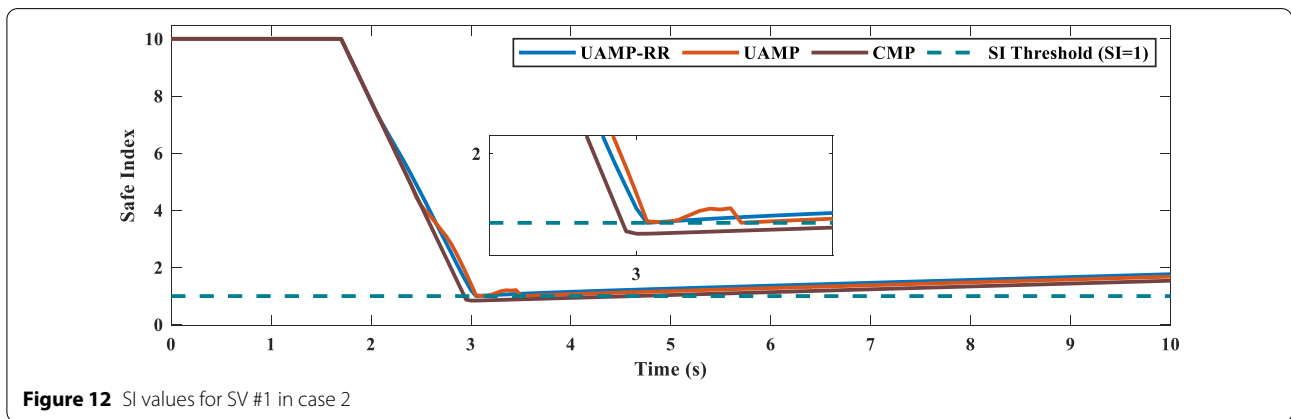 UAMP-RR UAMP CMP SI Threshold (SI=1)
10
8
6
4
2
0
Safe Index
2
3
0 1 2 3 4 5 6 7 8 9 10
Time (s)
Figure 12 SI values for SV #1 in case 2